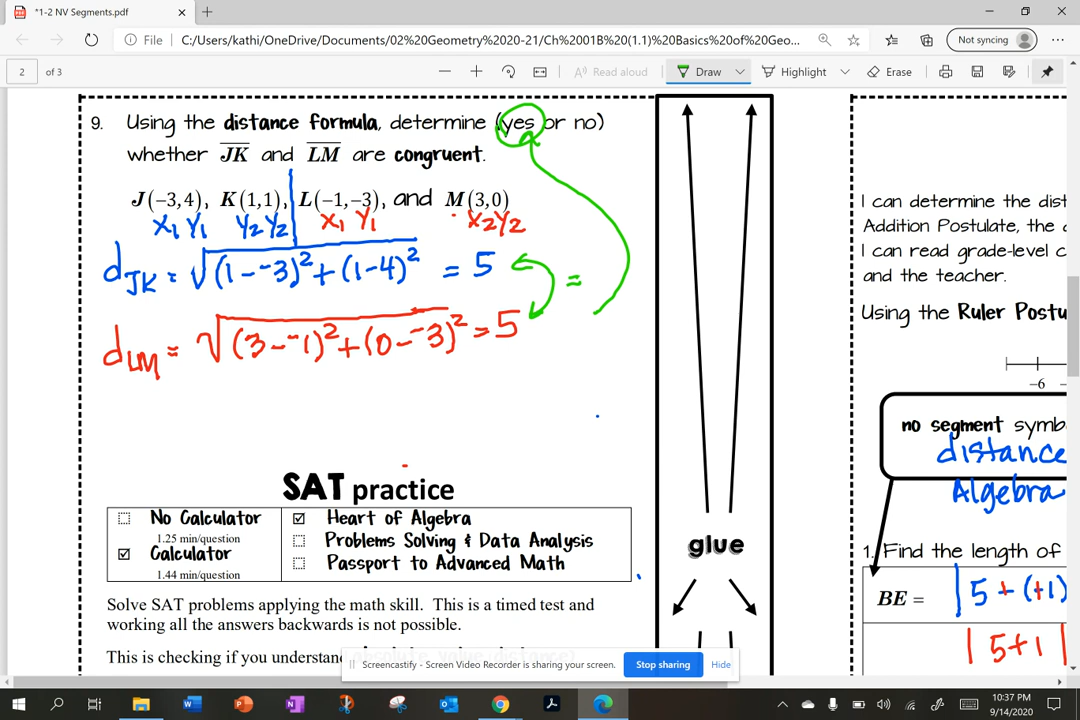 *1-2 NV Segments.pdf
File C:/Users/kathi/OneDrive/Documents/02%20Geometry%2020-21/Ch%2001B%20(1.1)%20Basics%20of%20Geo... Not syncing
2 of 3 Read aloud Draw Highlight Erase
9. Using the distance formula, determine (yes or no)
whether JK and LM are congruent.
J(−3,4), K(1,1), L(−1,−3), and M(3,0)
X1 Y1 Y2 Y2 X1 Y1 X2 Y2
dJK = √(1--3)²+(1-4)² = 5 =
dLM = √(3--1)²+(0--3)² = 5
SAT practice
No Calculator
1.25 min/question
Calculator
1.44 min/question
Heart of Algebra
Problems Solving & Data Analysis
Passport to Advanced Math
Solve SAT problems applying the math skill. This is a timed test and
working all the answers backwards is not possible.
This is checking if you understand
glue
I can determine the dist
Addition Postulate, the
I can read grade-level c
and the teacher.
Using the Ruler Postu
−6
no segment symb
distance
Algebra
1. Find the length of
BE = |5+(+1)
|5+1|
Screencastify - Screen Video Recorder is sharing your screen. Stop sharing Hide
10:37 PM
9/14/2020